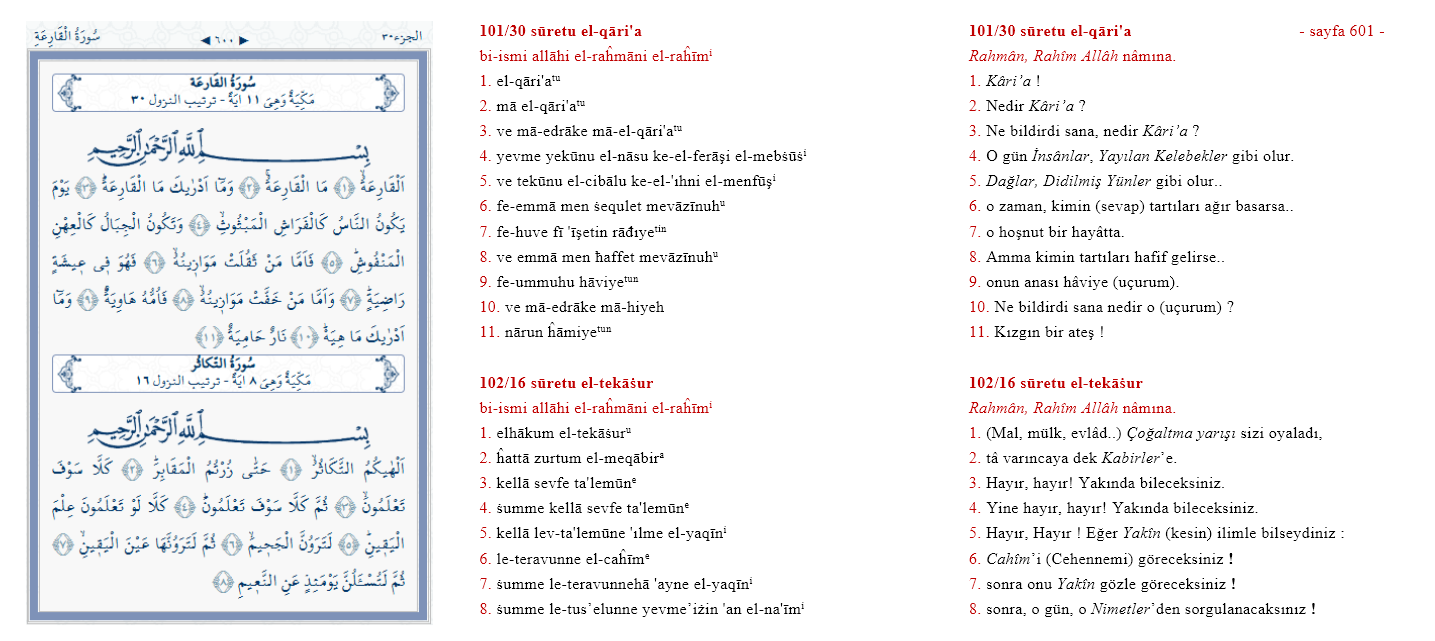 سُورَةُ الْقَارِعَةِ
◀ ٦٠٠ ▶
الجزء ٣٠
سُورَةُ القَارِعَة
مَكِّيَةٌ وَهِىَ ١١ اٰيَةٌ - ترتيب النزول ٣٠
بِسْمِ اللّٰهِ الرَّحْمٰنِ الرَّحِيمِ
اَلْقَارِعَةُۙ ﴿١﴾ مَا الْقَارِعَةُۚ ﴿٢﴾ وَمَٓا اَدْرٰيكَ مَا الْقَارِعَةُۜ ﴿٣﴾ يَوْمَ
يَكُونُ النَّاسُ كَالْفَرَاشِ الْمَبْثُوثِۙ ﴿٤﴾ وَتَكُونُ الْجِبَالُ كَالْعِهْنِ
الْمَنْفُوشِۜ ﴿٥﴾ فَاَمَّا مَنْ ثَقُلَتْ مَوَازٖينُهُۙ ﴿٦﴾ فَهُوَ فٖى عٖيشَةٍ
رَاضِيَةٍۜ ﴿٧﴾ وَاَمَّا مَنْ خَفَّتْ مَوَازٖينُهُۙ ﴿٨﴾ فَاُمُّهُ هَاوِيَةٌۜ ﴿٩﴾ وَمَٓا
اَدْرٰيكَ مَا هِيَهْۜ ﴿١٠﴾ نَارٌ حَامِيَةٌ ﴿١١﴾
سُورَةُ التَّكَاثُر
مَكِّيَةٌ وَهِىَ ٨ اٰيَةٌ - ترتيب النزول ١٦
بِسْمِ اللّٰهِ الرَّحْمٰنِ الرَّحِيمِ
اَلْهٰيكُمُ التَّكَاثُرُۙ ﴿١﴾ حَتّٰى زُرْتُمُ الْمَقَابِرَۜ ﴿٢﴾ كَلَّا سَوْفَ
تَعْلَمُونَۙ ﴿٣﴾ ثُمَّ كَلَّا سَوْفَ تَعْلَمُونَۜ ﴿٤﴾ كَلَّا لَوْ تَعْلَمُونَ عِلْمَ
الْيَقٖينِۜ ﴿٥﴾ لَتَرَوُنَّ الْجَحٖيمَۙ ﴿٦﴾ ثُمَّ لَتَرَوُنَّهَا عَيْنَ الْيَقٖينِۙ ﴿٧﴾
ثُمَّ لَتُسْـَٔلُنَّ يَوْمَئِذٍ عَنِ النَّعٖيمِ ﴿٨﴾
101/30 sūretu el-qāri'a
bi-ismi allāhi el-raĥmāni el-raĥīmⁱ
1. el-qāri'aᵗᵘ
2. mā el-qāri'aᵗᵘ
3. ve mā-edrāke mā-el-qāri'aᵗᵘ
4. yevme yekūnu el-nāsu ke-el-ferāşi el-mebŝūŝⁱ
5. ve tekūnu el-cibālu ke-el-'ıhni el-menfūşⁱ
6. fe-emmā men ŝequlet mevāzīnuhᵘ
7. fe-huve fī 'īşetin rāđıyeᵗⁱⁿ
8. ve emmā men ħaffet mevāzīnuhᵘ
9. fe-ummuhu hāviyeᵗᵘⁿ
10. ve mā-edrāke mā-hiyeh
11. nārun ĥāmiyeᵗᵘⁿ
102/16 sūretu el-tekāŝur
bi-ismi allāhi el-raĥmāni el-raĥīmⁱ
1. elhākum el-tekāŝurᵘ
2. ĥattā zurtum el-meqābirᵃ
3. kellā sevfe ta'lemūnᵉ
4. ŝumme kellā sevfe ta'lemūnᵉ
5. kellā lev-ta'lemūne 'ılme el-yaqīnⁱ
6. le-teravunne el-caĥīmᵉ
7. ŝumme le-teravunnehā 'ayne el-yaqīnⁱ
8. ŝumme le-tus’elunne yevme’iżin 'an el-na'īmⁱ
101/30 sūretu el-qāri'a - sayfa 601 -
Rahmân, Rahîm Allâh nâmına.
1. Kâri’a !
2. Nedir Kâri’a ?
3. Ne bildirdi sana, nedir Kâri’a ?
4. O gün İnsânlar, Yayılan Kelebekler gibi olur.
5. Dağlar, Didilmiş Yünler gibi olur..
6. o zaman, kimin (sevap) tartıları ağır basarsa..
7. o hoşnut bir hayâtta.
8. Amma kimin tartıları hafif gelirse..
9. onun anası hâviye (uçurum).
10. Ne bildirdi sana nedir o (uçurum) ?
11. Kızgın bir ateş !
102/16 sūretu el-tekāŝur
Rahmân, Rahîm Allâh nâmına.
1. (Mal, mülk, evlâd..) Çoğaltma yarışı sizi oyaladı,
2. tâ varıncaya dek Kabirler’e.
3. Hayır, hayır! Yakında bileceksiniz.
4. Yine hayır, hayır! Yakında bileceksiniz.
5. Hayır, Hayır ! Eğer Yakîn (kesin) ilimle bilseydiniz :
6. Cahîm’i (Cehennemi) göreceksiniz !
7. sonra onu Yakîn gözle göreceksiniz !
8. sonra, o gün, o Nimetler’den sorgulanacaksınız !